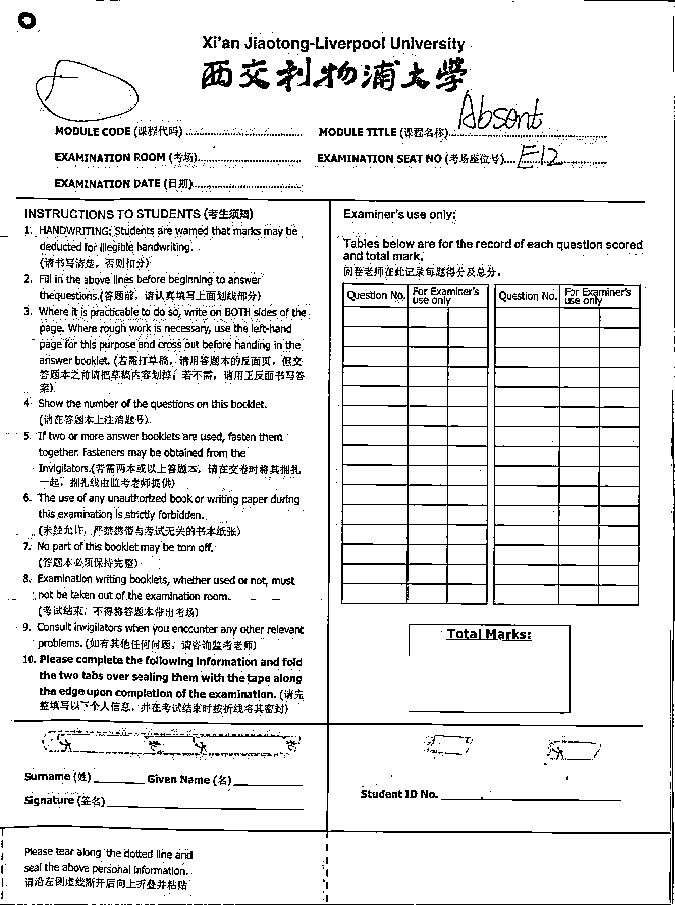 Xi'an Jiaotong-Liverpool University
西交利物浦大學
F
Absent
MODULE CODE (课程代码)
MODULE TITLE (课程名称)
EXAMINATION ROOM (考场)
EXAMINATION SEAT NO (考场座位号) E12
EXAMINATION DATE (日期)
INSTRUCTIONS TO STUDENTS (考生须知)
1. HANDWRITING: Students are warned that marks may be
deducted for illegible handwriting.
(请书写清楚，否则扣分)
2. Fill in the above lines before beginning to answer
thequestions.(答题前，请认真填写上面划线部分)
3. Where it is practicable to do so, write on BOTH sides of the
page. Where rough work is necessary, use the left-hand
page for this purpose and cross out before handing in the
answer booklet. (若需打草稿，请用答题本的反面页，但交
答题本之前请把草稿内容划掉；若不需，请用正反面书写答
案).
4. Show the number of the questions on this booklet.
(请在答题本上注清题号).
5. If two or more answer booklets are used, fasten them
together. Fasteners may be obtained from the
Invigilators.(若需两本或以上答题本，请在交卷时将其捆扎
一起，捆扎线由监考老师提供)
6. The use of any unauthorized book or writing paper during
this examination is strictly forbidden.
(未经允许，严禁携带与考试无关的书本纸张)
7. No part of this booklet may be torn off.
(答题本必须保持完整)
8. Examination writing booklets, whether used or not, must
not be taken out of the examination room.
(考试结束，不得将答题本带出考场)
9. Consult invigilators when you encounter any other relevant
problems. (如有其他任何问题，请咨询监考老师)
10. Please complete the following information and fold
the two tabs over sealing them with the tape along
the edge upon completion of the examination. (请完
整填写以下个人信息，并在考试结束时按折线将其密封)
Examiner's use only:
Tables below are for the record of each question scored
and total mark.
阅卷老师在此记录每题得分及总分.
Question No. For Examiner's use only Question No. For Examiner's use only
Total Marks:
Surname (姓) Given Name (名)
Signature (签名)
Student ID No.
Please tear along the dotted line and
seal the above personal information.
请沿左侧虚线撕开后向上折叠并粘贴